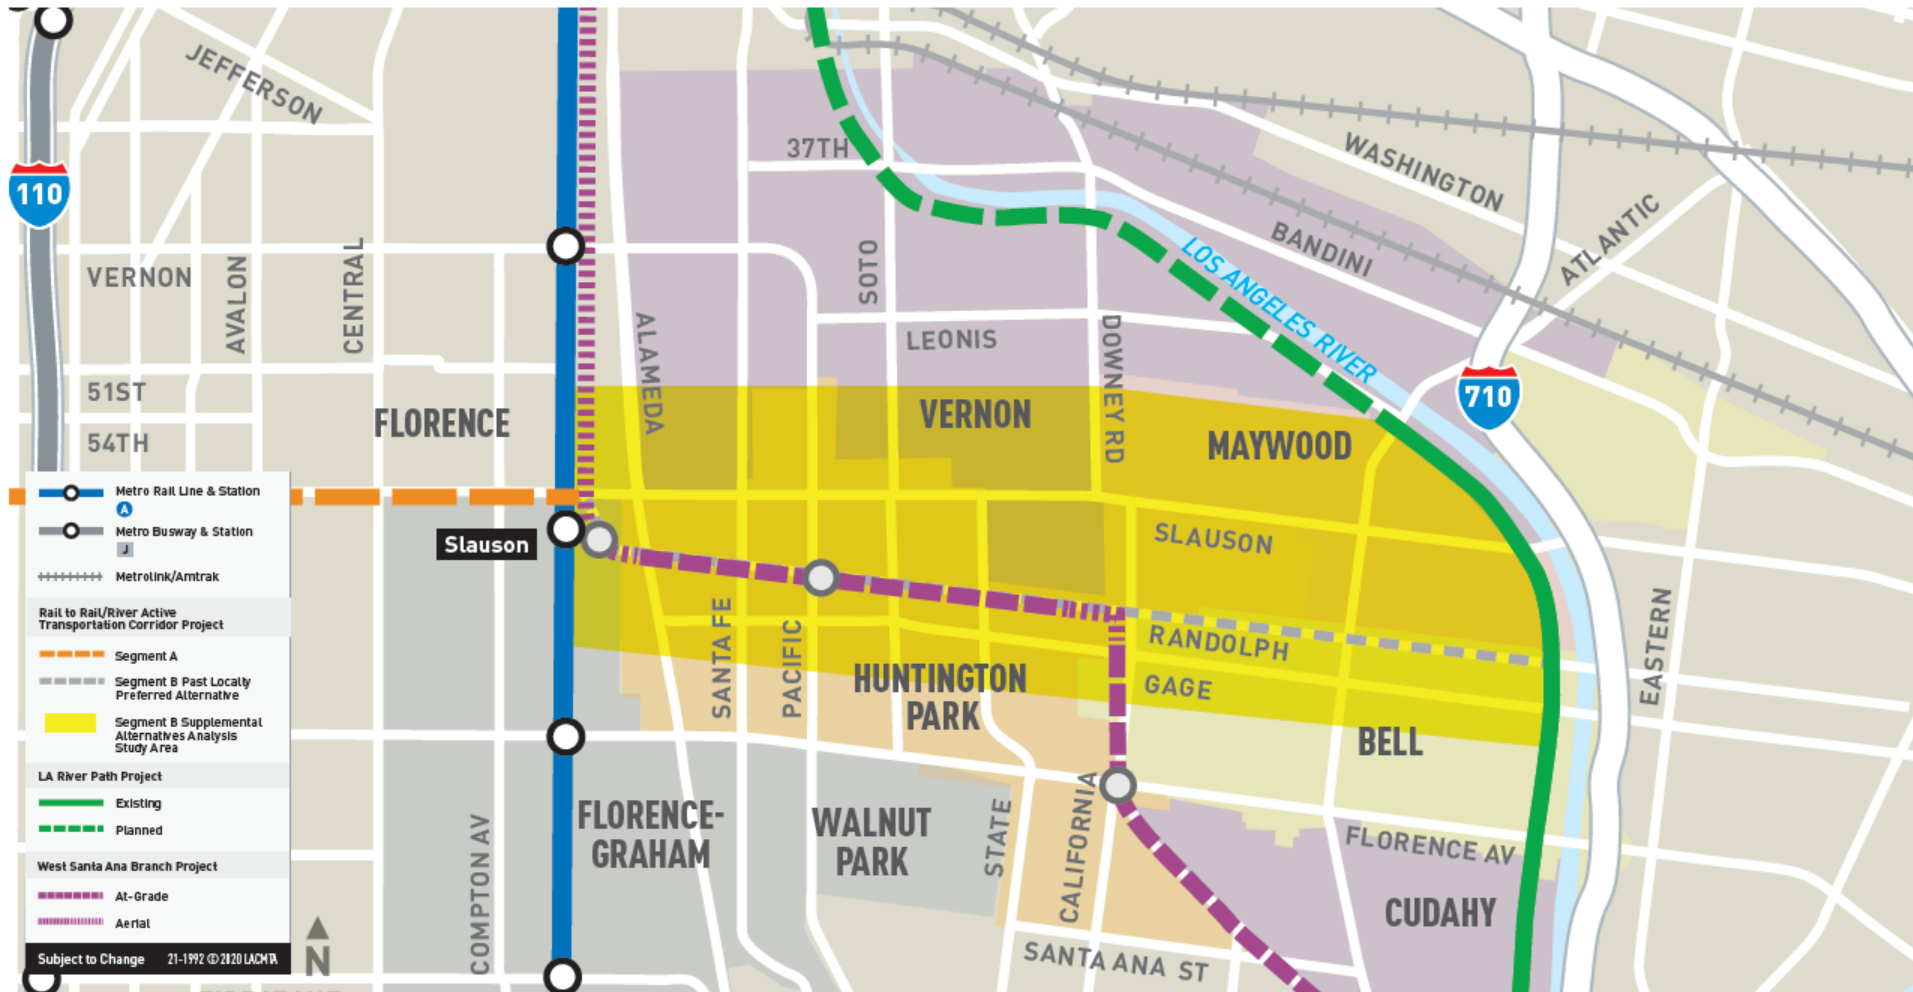 JEFFERSON
110
37TH
WASHINGTON
ATLANTIC
BANDINI
LOS ANGELES RIVER
VERNON
AVALON
CENTRAL
SOTO
ALAMEDA
LEONIS
DOWNEY RD
710
51ST
54TH
FLORENCE
VERNON
MAYWOOD
Slauson
SLAUSON
SANTA FE
PACIFIC
RANDOLPH
GAGE
EASTERN
HUNTINGTON
PARK
BELL
FLORENCE-
GRAHAM
WALNUT
PARK
STATE
CALIFORNIA
COMPTON AV
FLORENCE AV
CUDAHY
SANTA ANA ST
N
Metro Rail Line & Station
A
Metro Busway & Station
J
Metrolink/Amtrak
Rail to Rail/River Active
Transportation Corridor Project
Segment A
Segment B Past Locally
Preferred Alternative
Segment B Supplemental
Alternatives Analysis
Study Area
LA River Path Project
Existing
Planned
West Santa Ana Branch Project
At-Grade
Aerial
Subject to Change 21-1992 ©2020 LACMTA